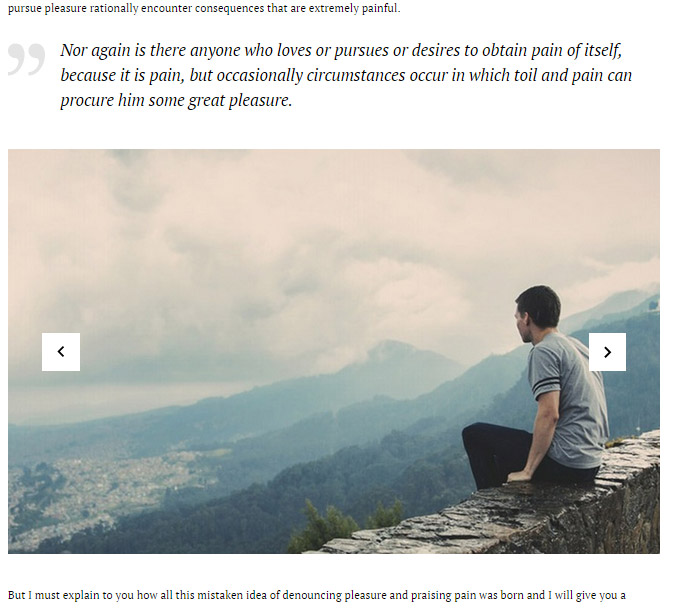 pursue pleasure rationally encounter consequences that are extremely painful.
Nor again is there anyone who loves or pursues or desires to obtain pain of itself,
because it is pain, but occasionally circumstances occur in which toil and pain can
procure him some great pleasure.
But I must explain to you how all this mistaken idea of denouncing pleasure and praising pain was born and I will give you a